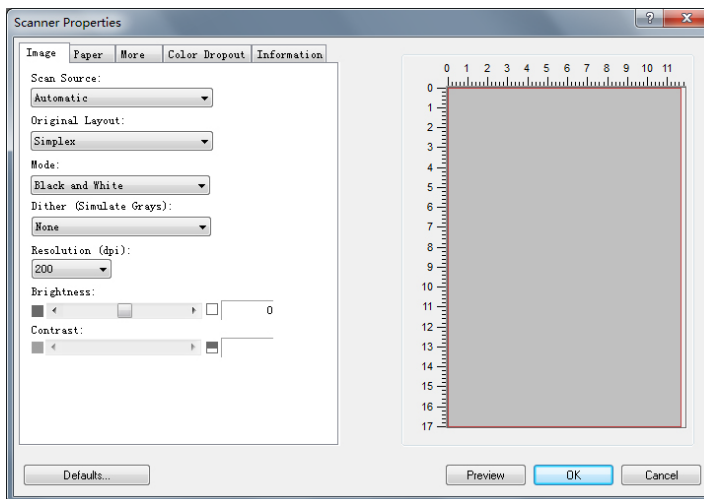 Scanner Properties
?
Image Paper More Color Dropout Information
Scan Source:
Automatic
Original Layout:
Simplex
Mode:
Black and White
Dither (Simulate Grays):
None
Resolution (dpi):
200
Brightness:
0
Contrast:
0 1 2 3 4 5 6 7 8 9 10 11
0
1
2
3
4
5
6
7
8
9
10
11
12
13
14
15
16
17
Defaults... Preview OK Cancel